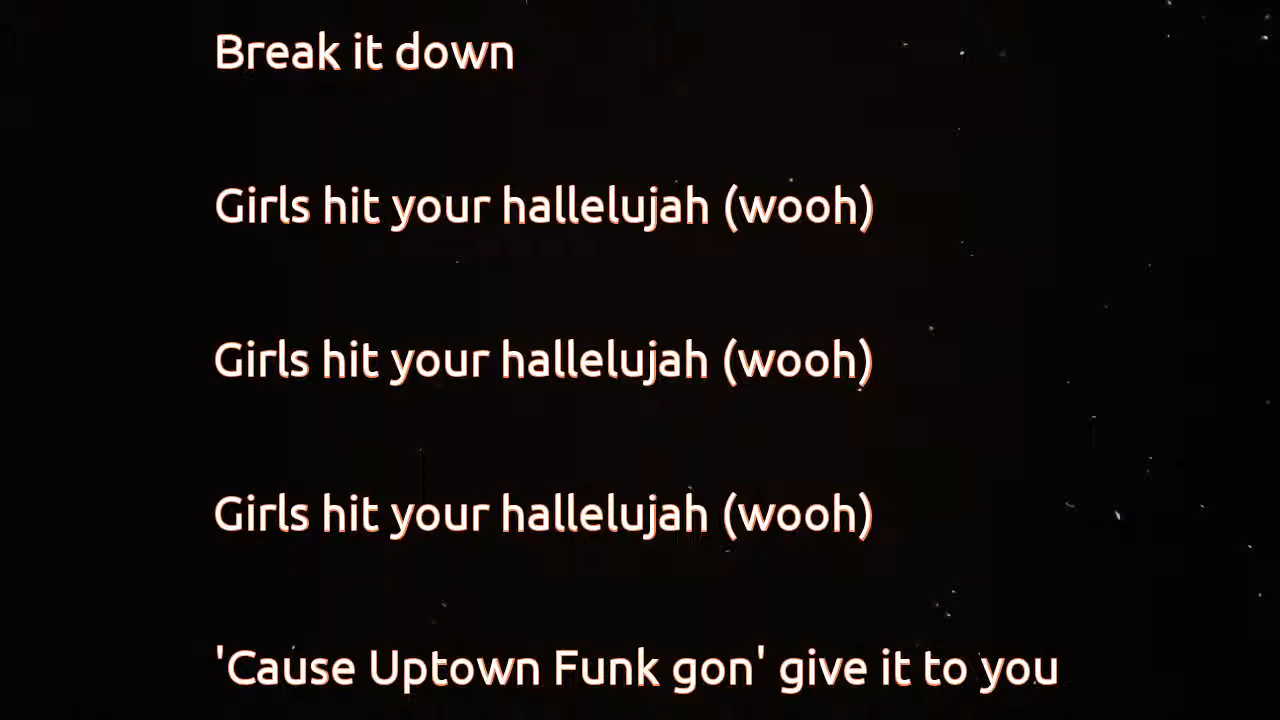 Break it down
Girls hit your hallelujah (wooh)
Girls hit your hallelujah (wooh)
Girls hit your hallelujah (wooh)
'Cause Uptown Funk gon' give it to you